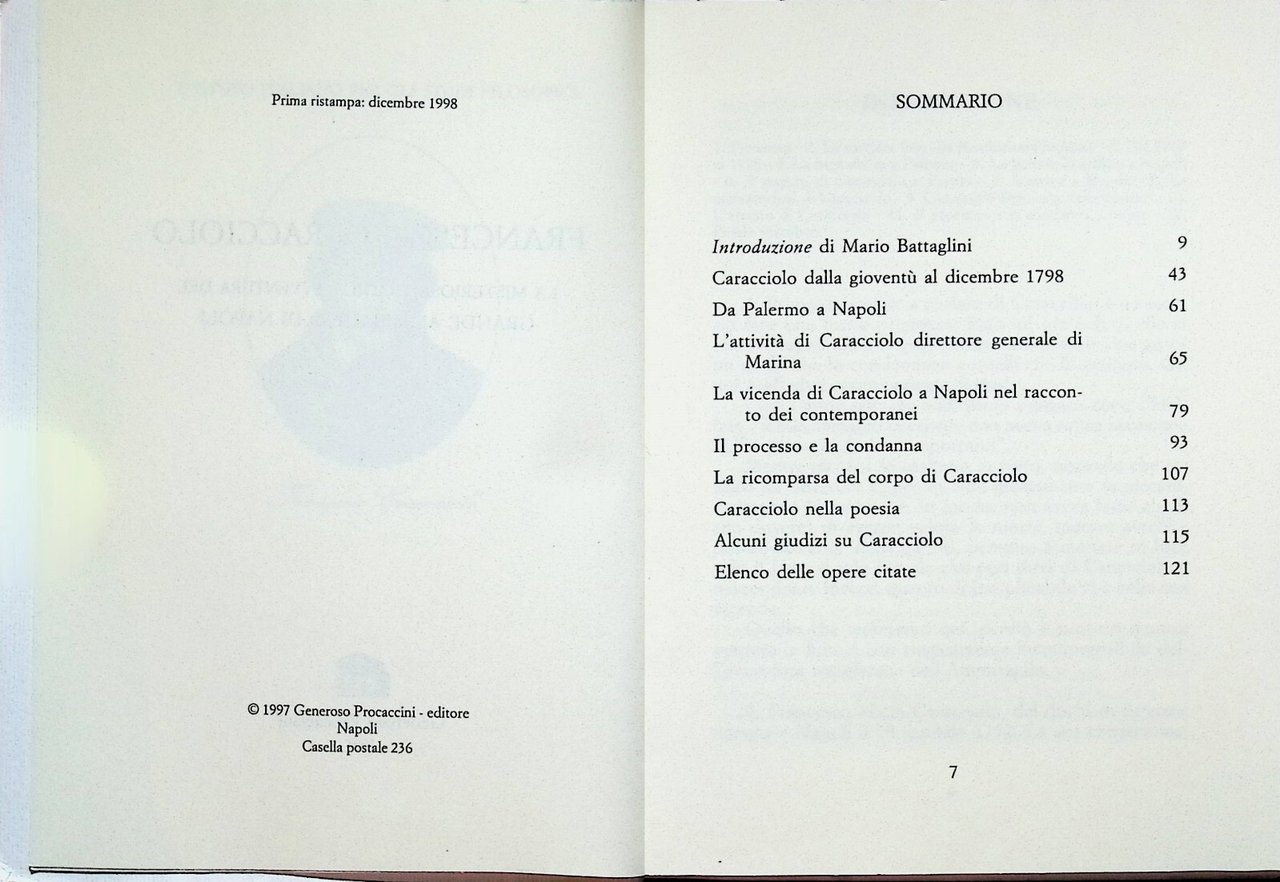 Prima ristampa: dicembre 1998
© 1997 Generoso Procaccini - editore
Napoli
Casella postale 236
SOMMARIO
Introduzione di Mario Battaglini 9
Caracciolo dalla gioventù al dicembre 1798 43
Da Palermo a Napoli 61
L'attività di Caracciolo direttore generale di
Marina 65
La vicenda di Caracciolo a Napoli nel raccon-
to dei contemporanei 79
Il processo e la condanna 93
La ricomparsa del corpo di Caracciolo 107
Caracciolo nella poesia 113
Alcuni giudizi su Caracciolo 115
Elenco delle opere citate 121
7